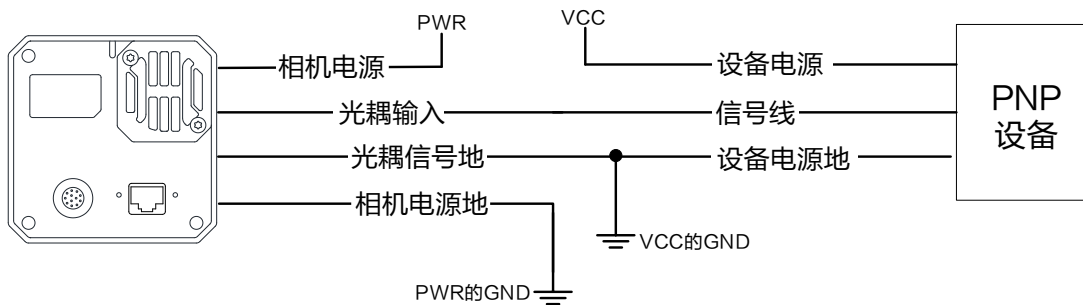 PWR
VCC
相机电源
设备电源
光耦输入
信号线
PNP
设备
光耦信号地
设备电源地
相机电源地
VCC的GND
PWR的GND